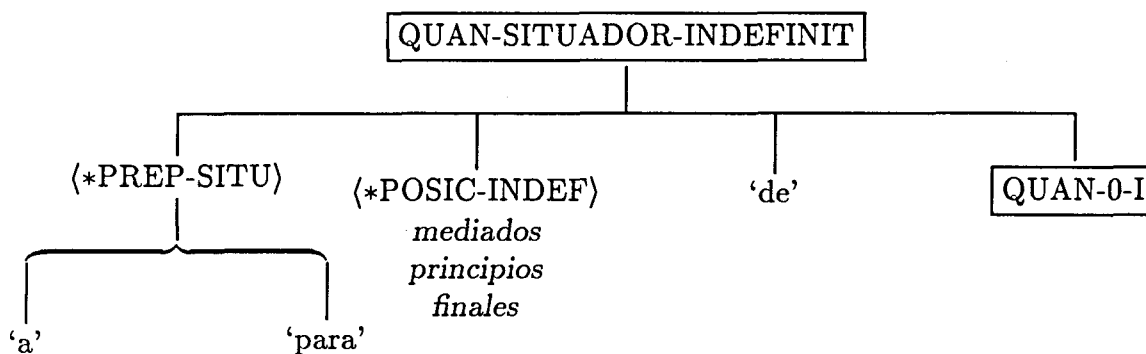 QUAN-SITUADOR-INDEFINIT
⟨*PREP-SITU⟩ ⟨*POSIC-INDEF⟩ ‘de’ QUAN-0-I
mediados
principios
finales
‘a’ ‘para’